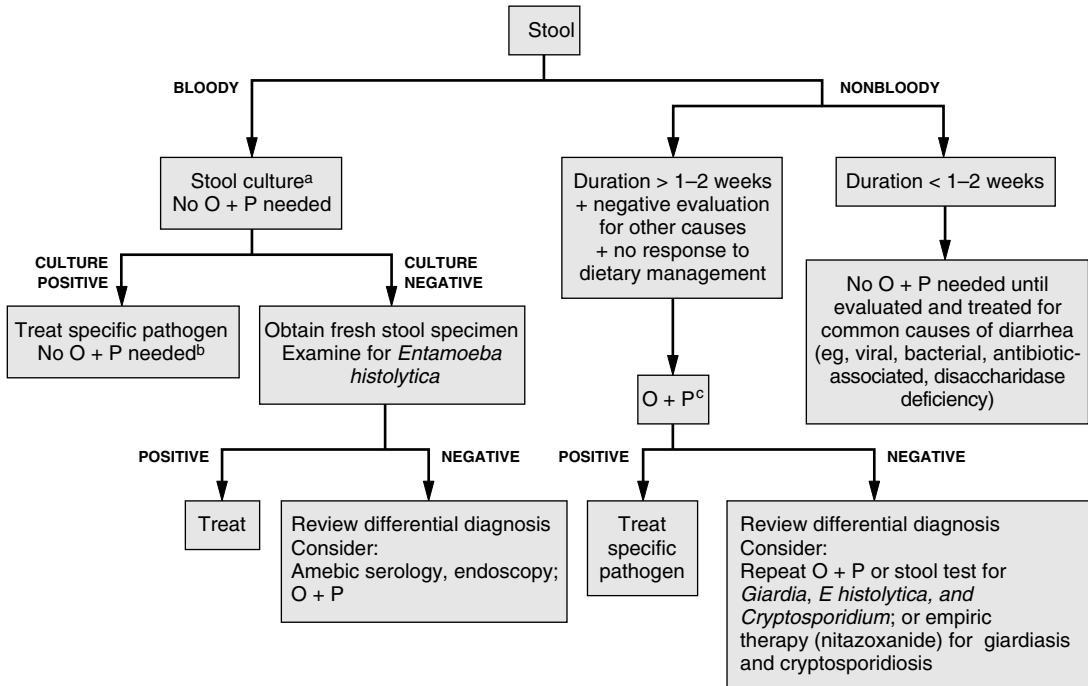 Stool
BLOODY
NONBLOODY
Stool cultureᵃ
No O + P needed
Duration > 1–2 weeks
+ negative evaluation
for other causes
+ no response to
dietary management
Duration < 1–2 weeks
CULTURE
POSITIVE
CULTURE
NEGATIVE
Treat specific pathogen
No O + P neededᵇ
Obtain fresh stool specimen
Examine for Entamoeba
histolytica
No O + P needed until
evaluated and treated for
common causes of diarrhea
(eg, viral, bacterial, antibiotic-
associated, disaccharidase
deficiency)
O + Pᶜ
POSITIVE
NEGATIVE
POSITIVE
NEGATIVE
Treat
Review differential diagnosis
Consider:
Amebic serology, endoscopy;
O + P
Treat
specific
pathogen
Review differential diagnosis
Consider:
Repeat O + P or stool test for
Giardia, E histolytica, and
Cryptosporidium; or empiric
therapy (nitazoxanide) for giardiasis
and cryptosporidiosis